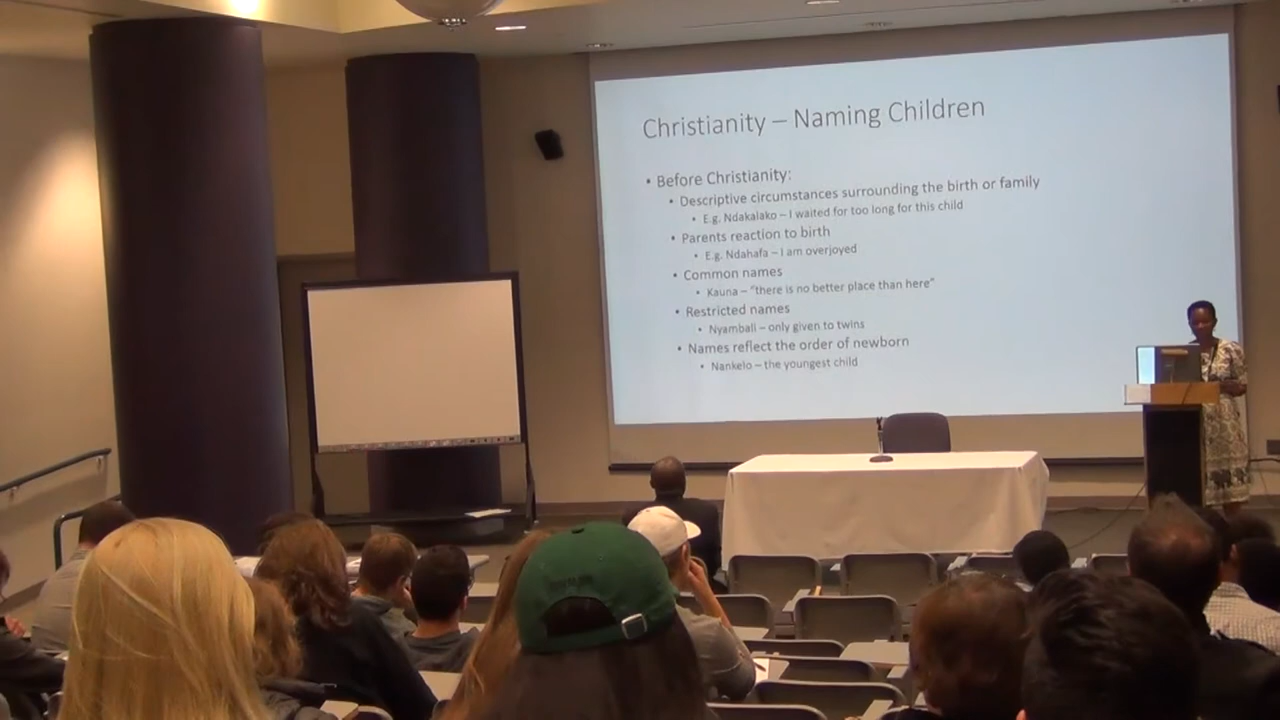 Christianity – Naming Children
• Before Christianity:
• Descriptive circumstances surrounding the birth or family
• E.g. Ndakalako – I waited for too long for this child
• Parents reaction to birth
• E.g. Ndahafa – I am overjoyed
• Common names
• Kauna – "there is no better place than here"
• Restricted names
• Nyambali – only given to twins
• Names reflect the order of newborn
• Nankelo – the youngest child